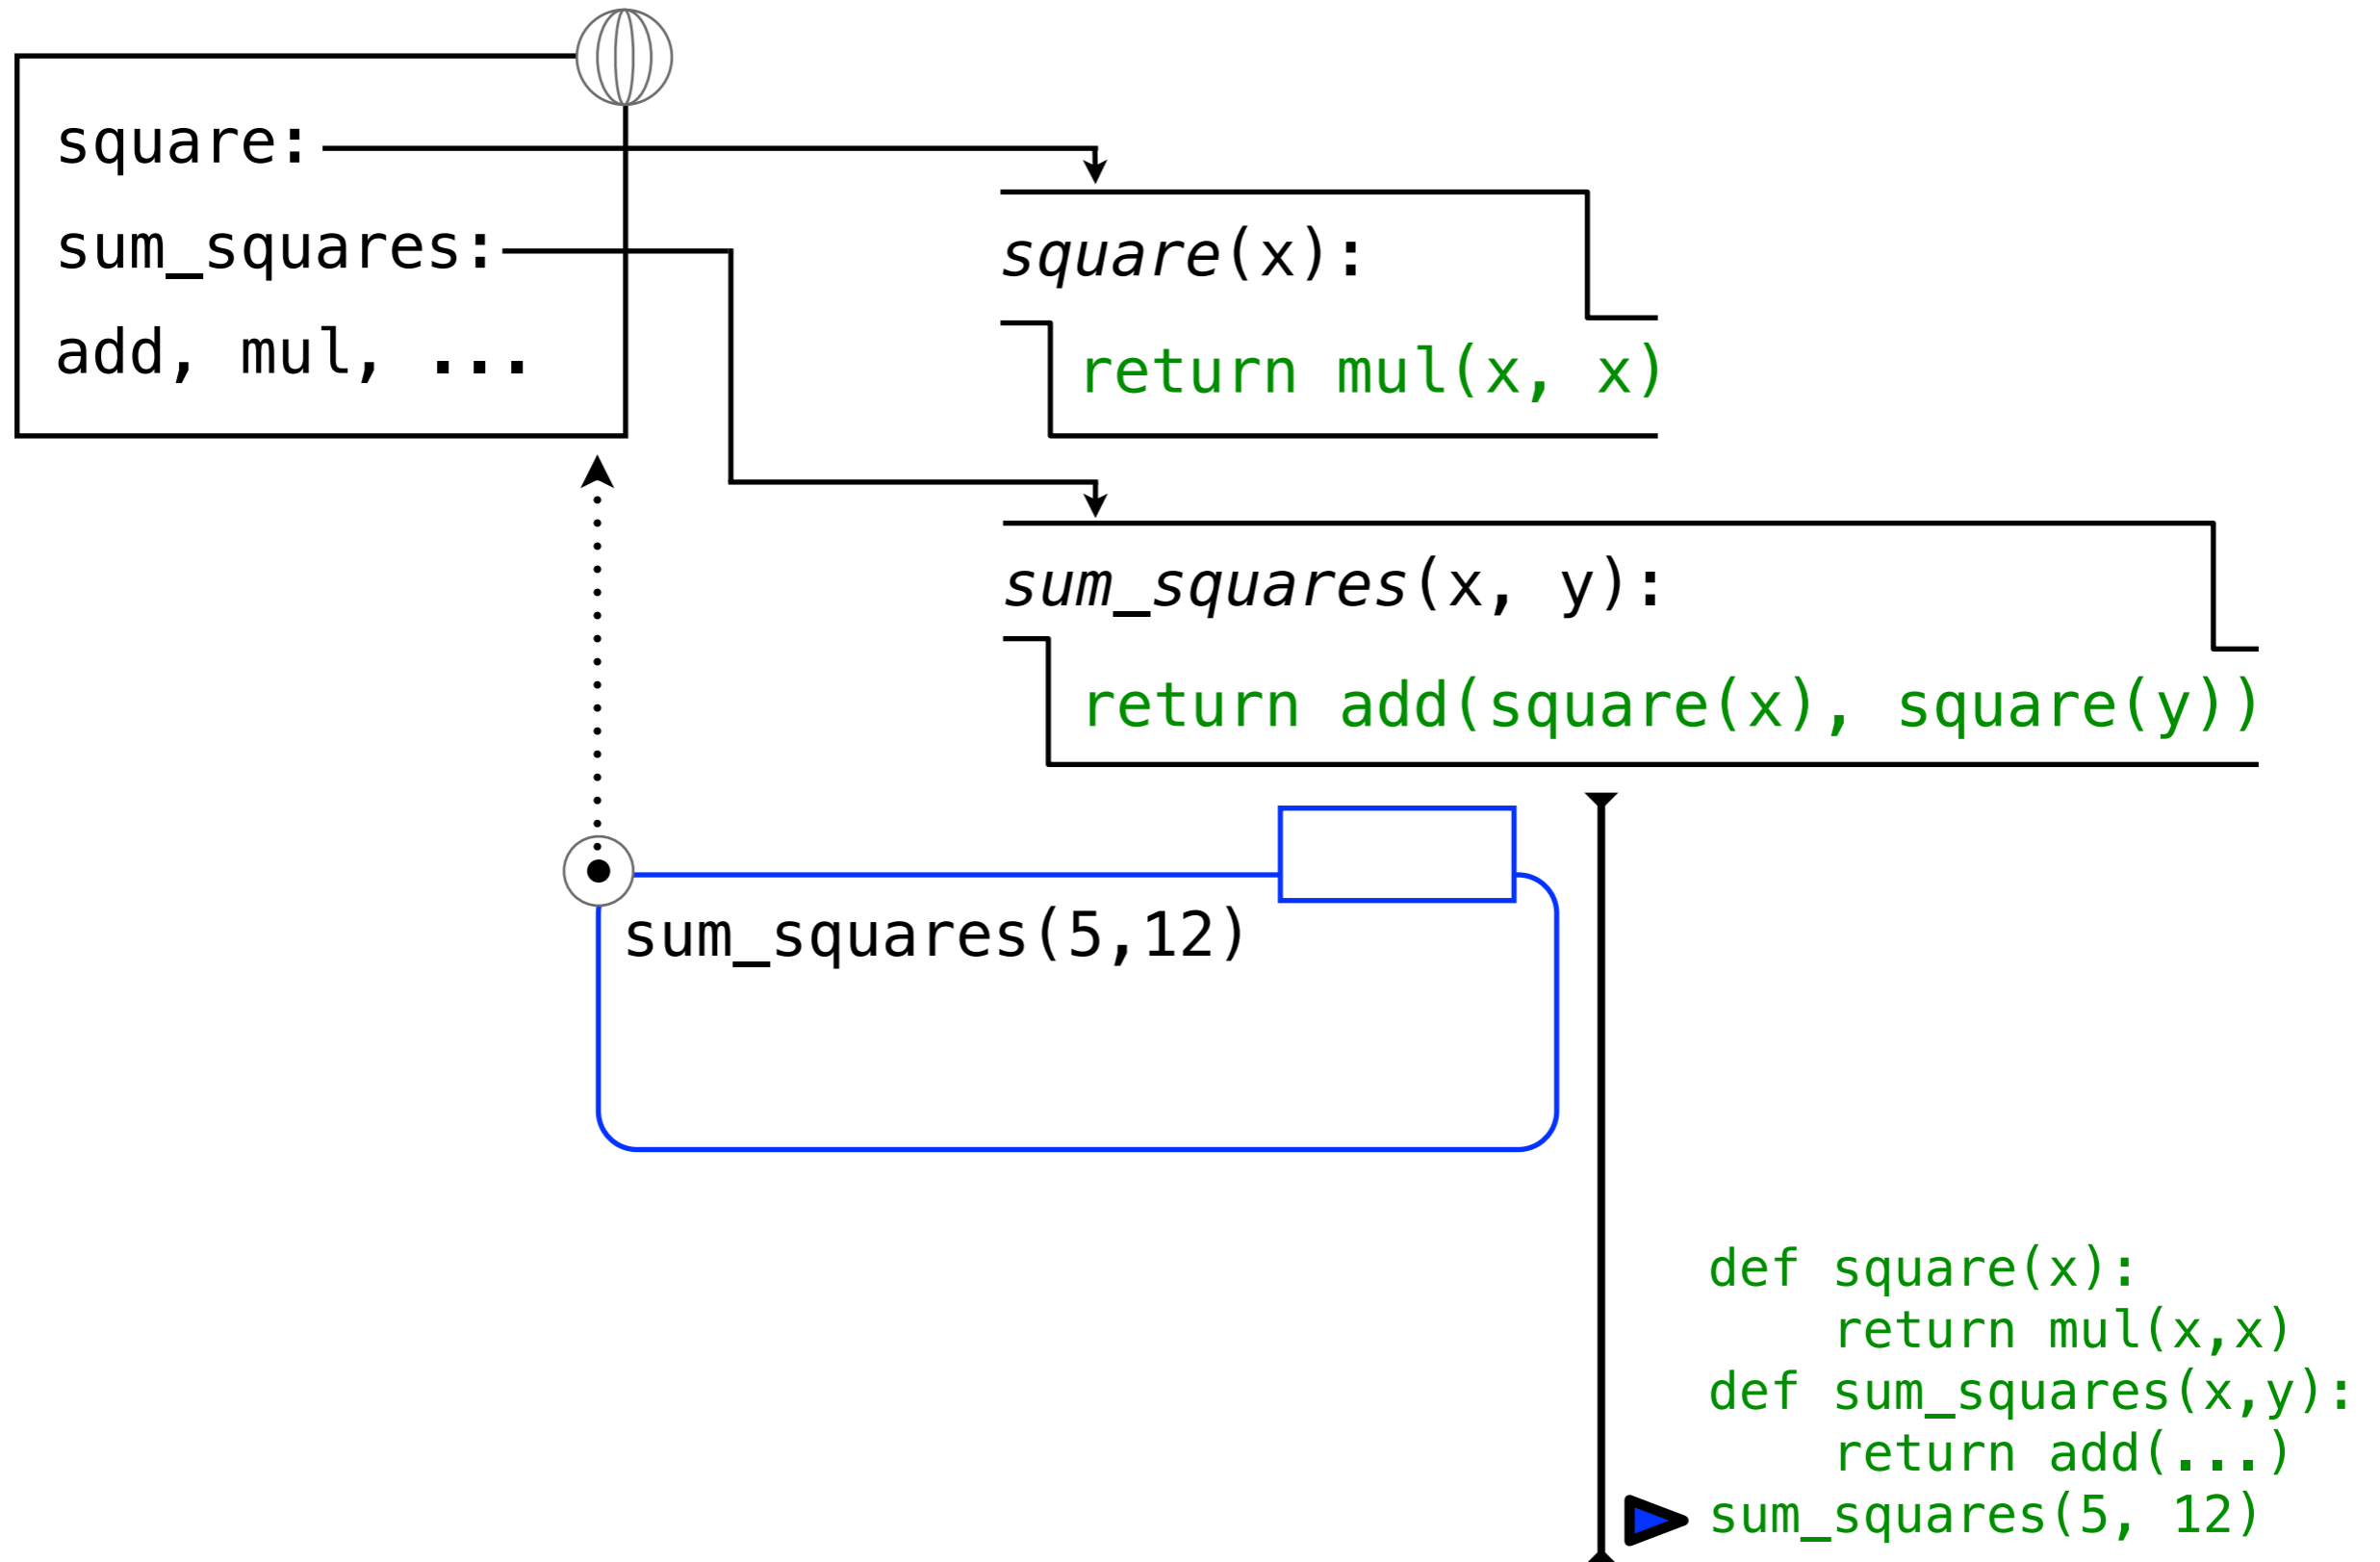 square:
sum_squares:
add, mul, ...
square(x):
return mul(x, x)
sum_squares(x, y):
return add(square(x), square(y))
sum_squares(5,12)
def square(x):
    return mul(x,x)
def sum_squares(x,y):
    return add(...)
sum_squares(5, 12)